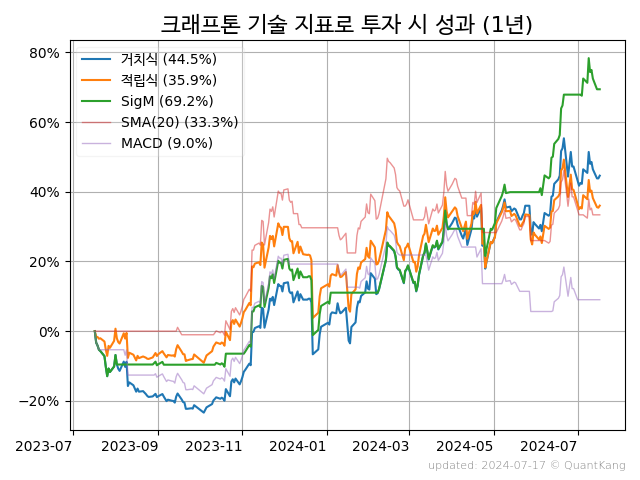 크래프톤 기술 지표로 투자 시 성과 (1년)
80%
60%
40%
20%
0%
−20%
거치식 (44.5%)
적립식 (35.9%)
SigM (69.2%)
SMA(20) (33.3%)
MACD (9.0%)
2023-07 2023-09 2023-11 2024-01 2024-03 2024-05 2024-07
updated: 2024-07-17 © QuantKang